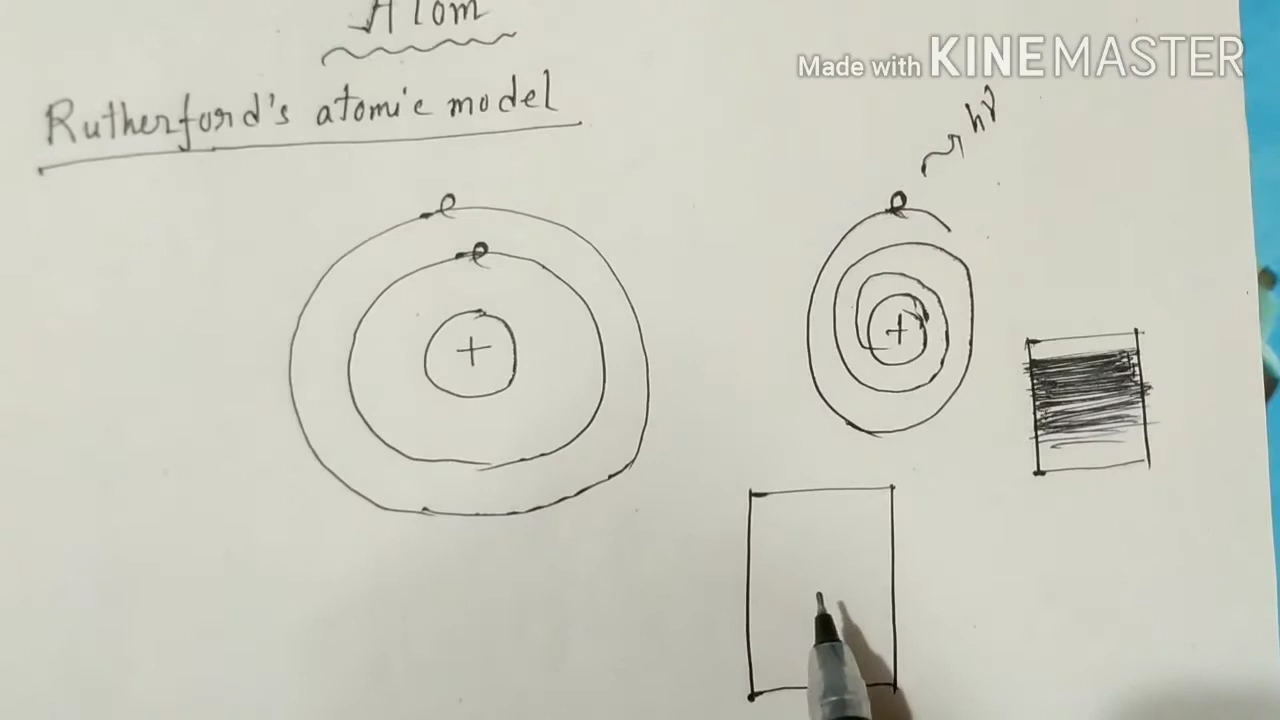 Atom
Made with KINEMASTER
Rutherford's atomic model
hν
e
e
+
+